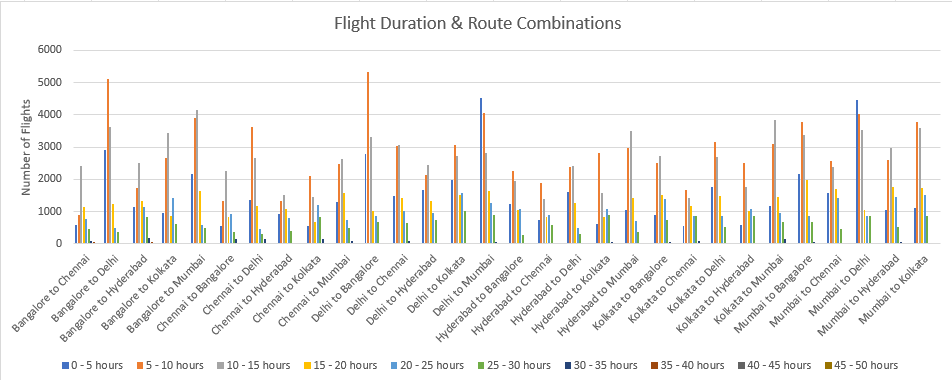 Flight Duration & Route Combinations
Number of Flights
6000
5000
4000
3000
2000
1000
0
Bangalore to Chennai
Bangalore to Delhi
Bangalore to Hyderabad
Bangalore to Kolkata
Bangalore to Mumbai
Chennai to Bangalore
Chennai to Delhi
Chennai to Hyderabad
Chennai to Kolkata
Chennai to Mumbai
Delhi to Bangalore
Delhi to Chennai
Delhi to Hyderabad
Delhi to Kolkata
Delhi to Mumbai
Hyderabad to Bangalore
Hyderabad to Chennai
Hyderabad to Delhi
Hyderabad to Kolkata
Hyderabad to Mumbai
Kolkata to Bangalore
Kolkata to Chennai
Kolkata to Delhi
Kolkata to Hyderabad
Kolkata to Mumbai
Mumbai to Bangalore
Mumbai to Chennai
Mumbai to Delhi
Mumbai to Hyderabad
Mumbai to Kolkata
0 - 5 hours 5 - 10 hours 10 - 15 hours 15 - 20 hours 20 - 25 hours 25 - 30 hours 30 - 35 hours 35 - 40 hours 40 - 45 hours 45 - 50 hours